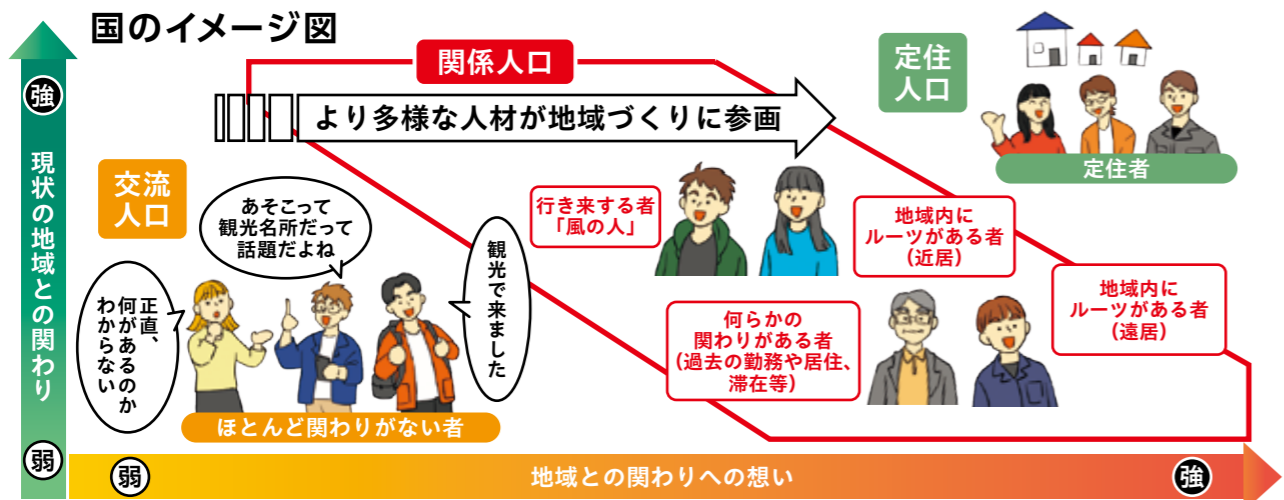 国のイメージ図
強
現状の地域との関わり
弱
関係人口
より多様な人材が地域づくりに参画
定住
人口
定住者
交流
人口
あそこって
観光名所だって
話題だよね
正直、
何があるのか
わからない
観光で来ました
ほとんど関わりがない者
行き来する者
「風の人」
地域内に
ルーツがある者
（近居）
地域内に
ルーツがある者
（遠居）
何らかの
関わりがある者
（過去の勤務や居住、
滞在等）
弱
地域との関わりへの想い
強